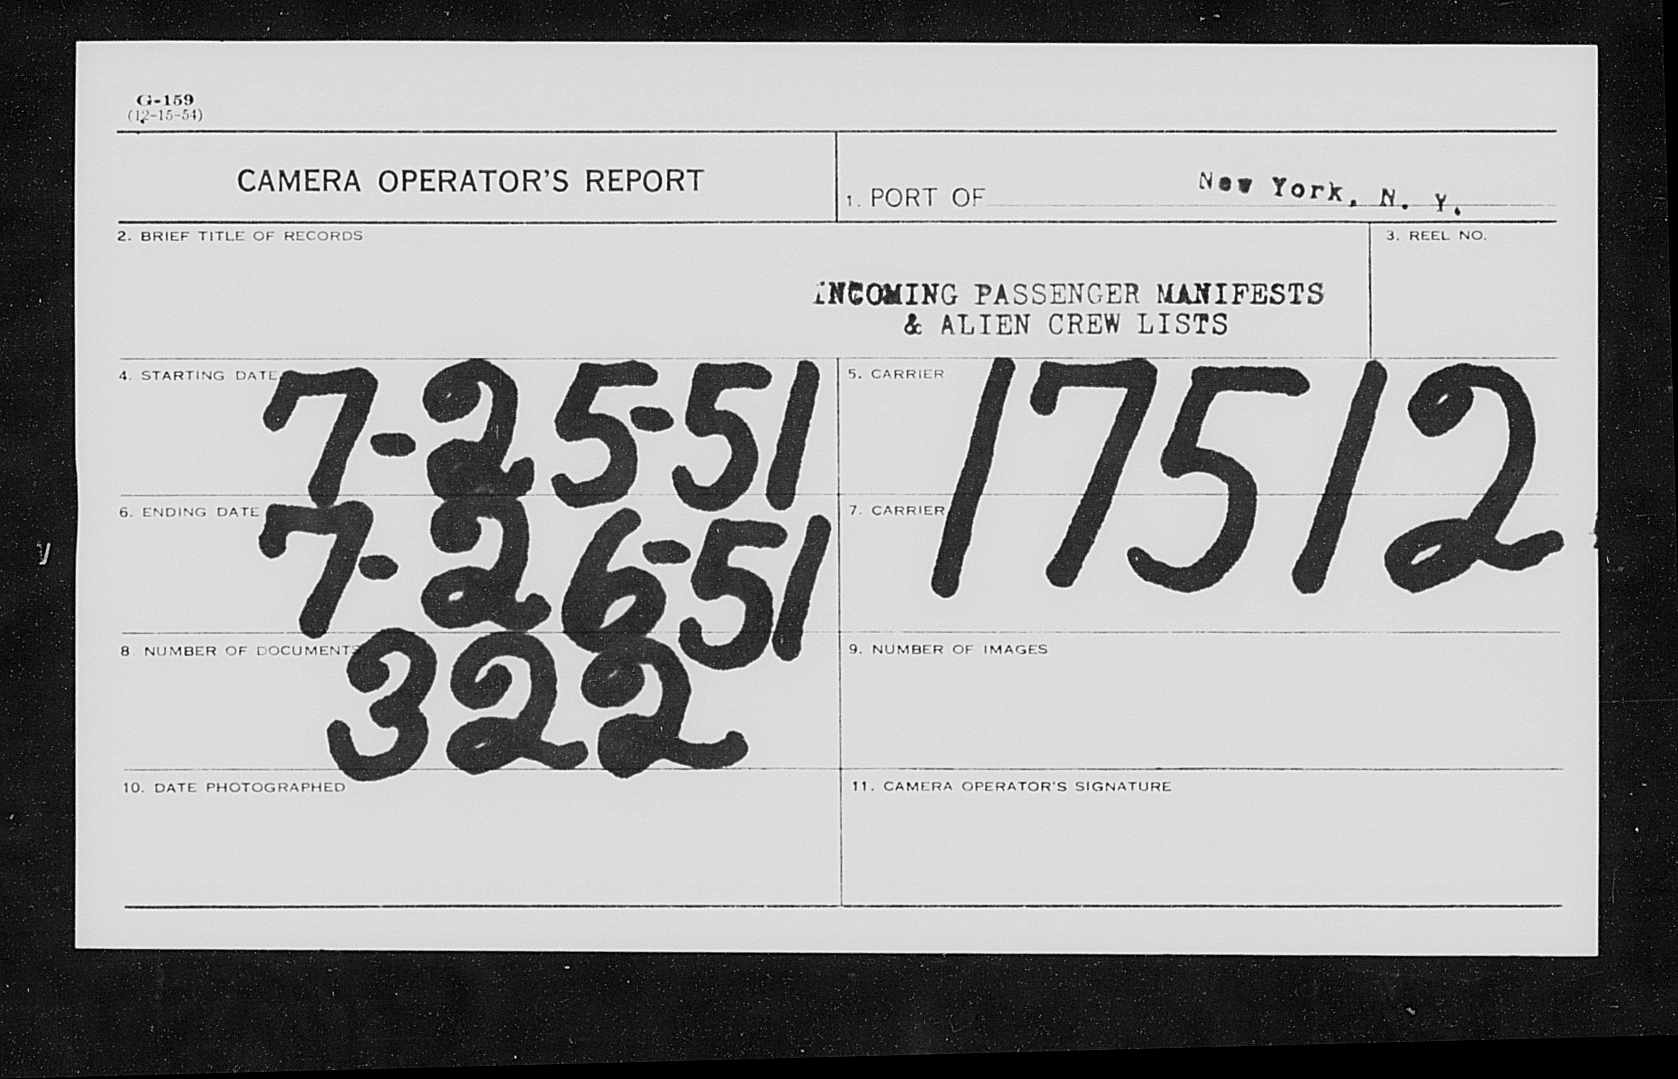 G-159
(12-15-54)
CAMERA OPERATOR'S REPORT
1. PORT OF New York, N. Y.
2. BRIEF TITLE OF RECORDS
3. REEL NO.
INCOMING PASSENGER MANIFESTS
& ALIEN CREW LISTS
4. STARTING DATE 7-25-51
5. CARRIER 17512
6. ENDING DATE 7-26-51
7. CARRIER
8 NUMBER OF DOCUMENTS 322
9. NUMBER OF IMAGES
10. DATE PHOTOGRAPHED
11. CAMERA OPERATOR'S SIGNATURE